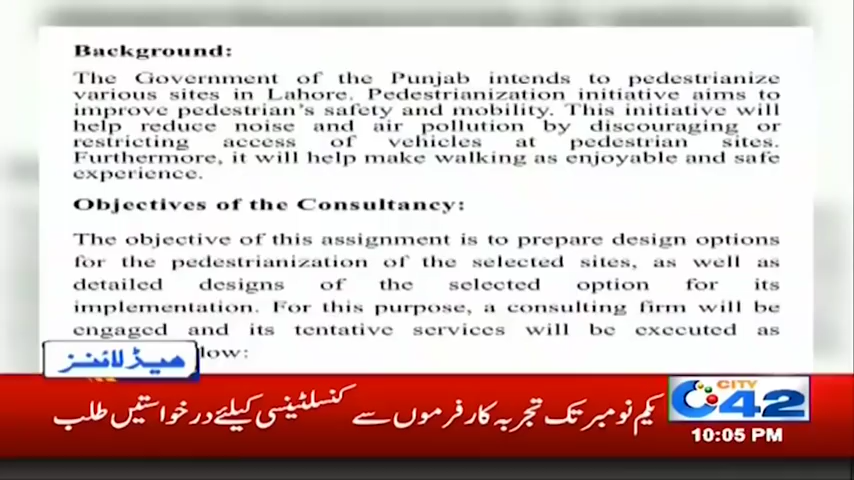 Background:
The Government of the Punjab intends to pedestrianize
various sites in Lahore. Pedestrianization initiative aims to
improve pedestrian's safety and mobility. This initiative will
help reduce noise and air pollution by discouraging or
restricting access of vehicles at pedestrian sites.
Furthermore, it will help make walking as enjoyable and safe
experience.
Objectives of the Consultancy:
The objective of this assignment is to prepare design options
for the pedestrianization of the selected sites, as well as
detailed designs of the selected option for its
implementation. For this purpose, a consulting firm will be
engaged and its tentative services will be executed as
low:
ہیڈلائنز
یکم نومبر تک تجربہ کار فرموں سے کنسلٹینسی کیلئے درخواستیں طلب
CITY
42
10:05 PM